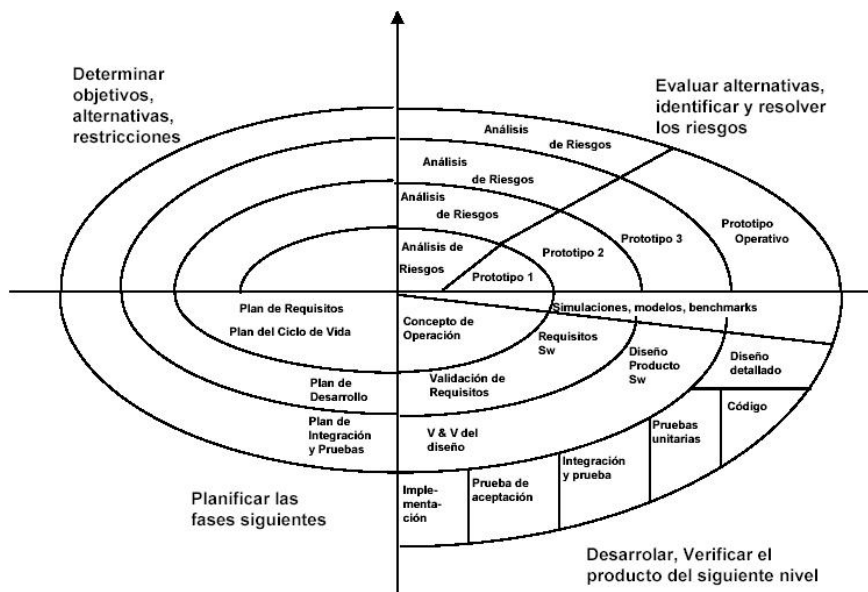 Determinar
objetivos,
alternativas,
restricciones
Evaluar alternativas,
identificar y resolver
los riesgos
Análisis
de Riesgos
Análisis
de Riesgos
Análisis
de Riesgos
Análisis de
Riesgos
Prototipo 1
Prototipo 2
Prototipo 3
Prototipo
Operativo
Simulaciones, modelos, benchmarks
Plan de Requisitos
Plan del Ciclo de Vida
Concepto de
Operación
Requisitos
Sw
Diseño
Producto
Sw
Diseño
detallado
Plan de
Desarrollo
Validación de
Requisitos
Código
Plan de
Integración
y Pruebas
V & V del
diseño
Pruebas
unitarias
Integración
y prueba
Prueba de
aceptación
Imple-
menta-
ción
Planificar las
fases siguientes
Desarrolar, Verificar el
producto del siguiente nivel